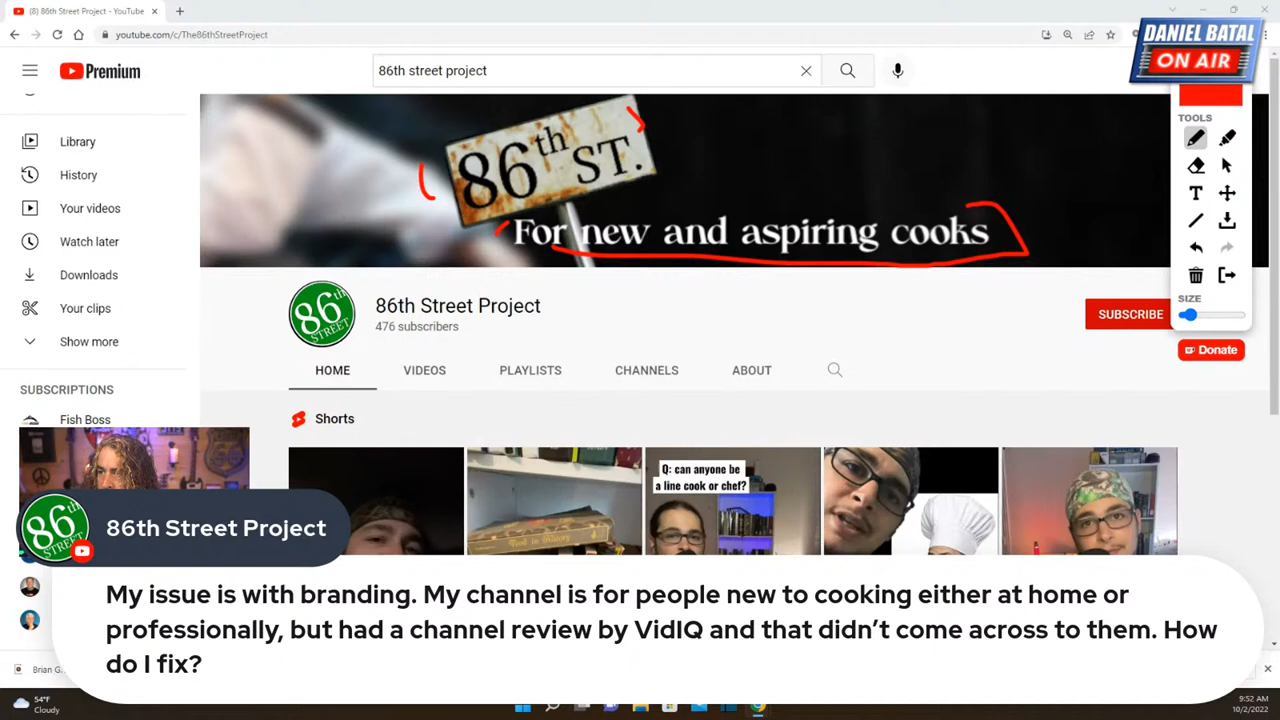 (8) 86th Street Project - YouTube
youtube.com/c/The86thStreetProject
DANIEL BATAL
ON AIR
Premium
86th street project
TOOLS
SIZE
Donate
Library
History
Your videos
Watch later
Downloads
Your clips
Show more
SUBSCRIPTIONS
Fish Boss
86th ST.
For new and aspiring cooks
86th STREET
86th Street Project
476 subscribers
SUBSCRIBE
HOME
VIDEOS
PLAYLISTS
CHANNELS
ABOUT
Shorts
Q: can anyone be
a line cook or chef?
86th STREET
86th Street Project
My issue is with branding. My channel is for people new to cooking either at home or
professionally, but had a channel review by VidIQ and that didn’t come across to them. How
do I fix?
Brian G.
54°F
Cloudy
9:52 AM
10/2/2022